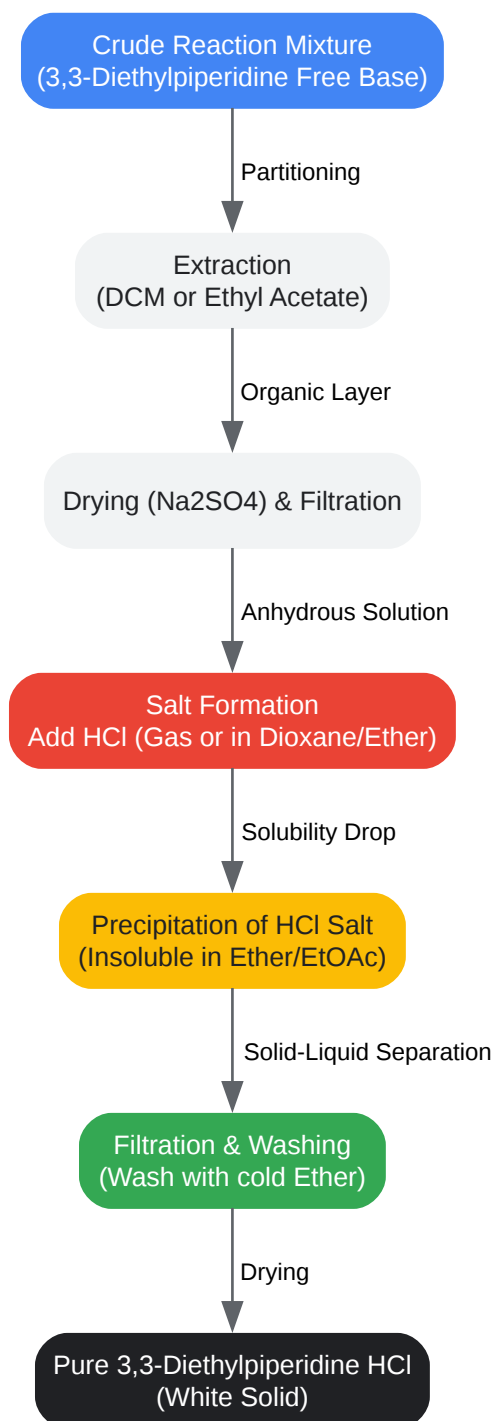 Crude Reaction Mixture
(3,3-Diethylpiperidine Free Base)
Partitioning
Extraction
(DCM or Ethyl Acetate)
Organic Layer
Drying (Na2SO4) & Filtration
Anhydrous Solution
Salt Formation
Add HCl (Gas or in Dioxane/Ether)
Solubility Drop
Precipitation of HCl Salt
(Insoluble in Ether/EtOAc)
Solid-Liquid Separation
Filtration & Washing
(Wash with cold Ether)
Drying
Pure 3,3-Diethylpiperidine HCl
(White Solid)